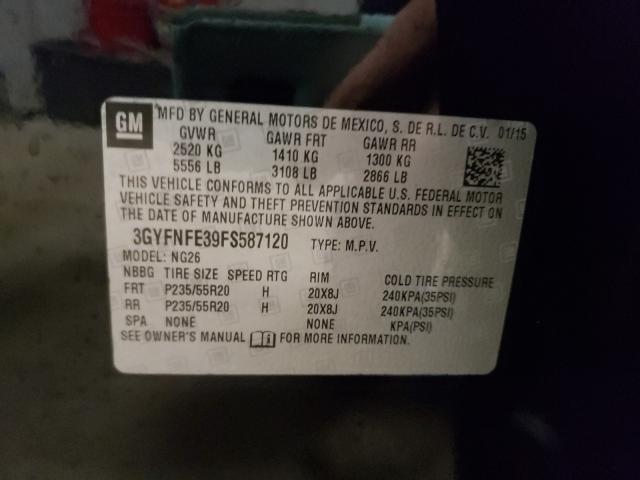 GM
MFD BY GENERAL MOTORS DE MEXICO, S. DE R.L. DE C.V. 01/15
GVWR GAWR FRT GAWR RR
2520 KG 1410 KG 1300 KG
5556 LB 3108 LB 2866 LB
THIS VEHICLE CONFORMS TO ALL APPLICABLE U.S. FEDERAL MOTOR
VEHICLE SAFETY AND THEFT PREVENTION STANDARDS IN EFFECT ON
THE DATE OF MANUFACTURE SHOWN ABOVE.
3GYFNFE39FS587120 TYPE: M.P.V.
MODEL: NG26
NBBG TIRE SIZE SPEED RTG RIM COLD TIRE PRESSURE
FRT P235/55R20 H 20X8J 240KPA(35PSI)
RR P235/55R20 H 20X8J 240KPA(35PSI)
SPA NONE NONE KPA(PSI)
SEE OWNER'S MANUAL FOR MORE INFORMATION.